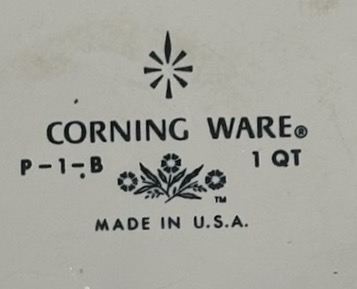 CORNING WARE®
P-1-B 1 QT
TM
MADE IN U.S.A.